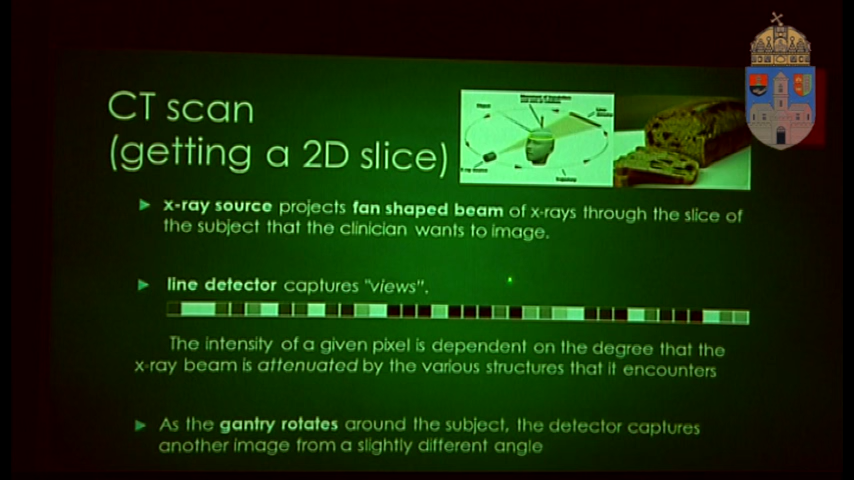 CT scan
(getting a 2D slice)
x-ray source projects fan shaped beam of x-rays through the slice of
the subject that the clinician wants to image.
line detector captures "views".
The intensity of a given pixel is dependent on the degree that the
x-ray beam is attenuated by the various structures that it encounters
As the gantry rotates around the subject, the detector captures
another image from a slightly different angle